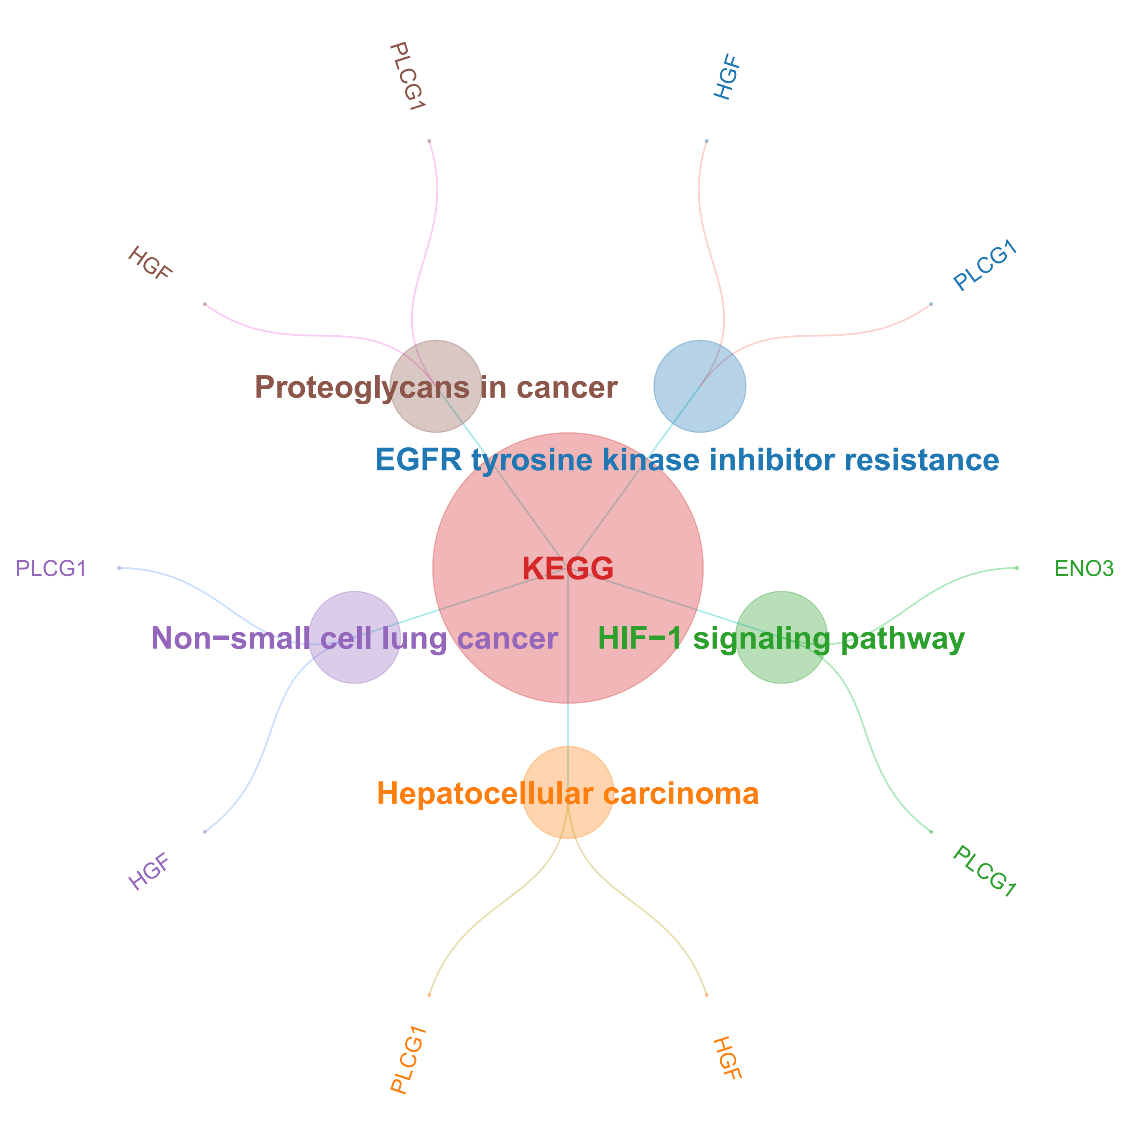 PLCG1
HGF
HGF
PLCG1
Proteoglycans in cancer
EGFR tyrosine kinase inhibitor resistance
KEGG
PLCG1
ENO3
Non−small cell lung cancer
HIF−1 signaling pathway
Hepatocellular carcinoma
HGF
PLCG1
PLCG1
HGF